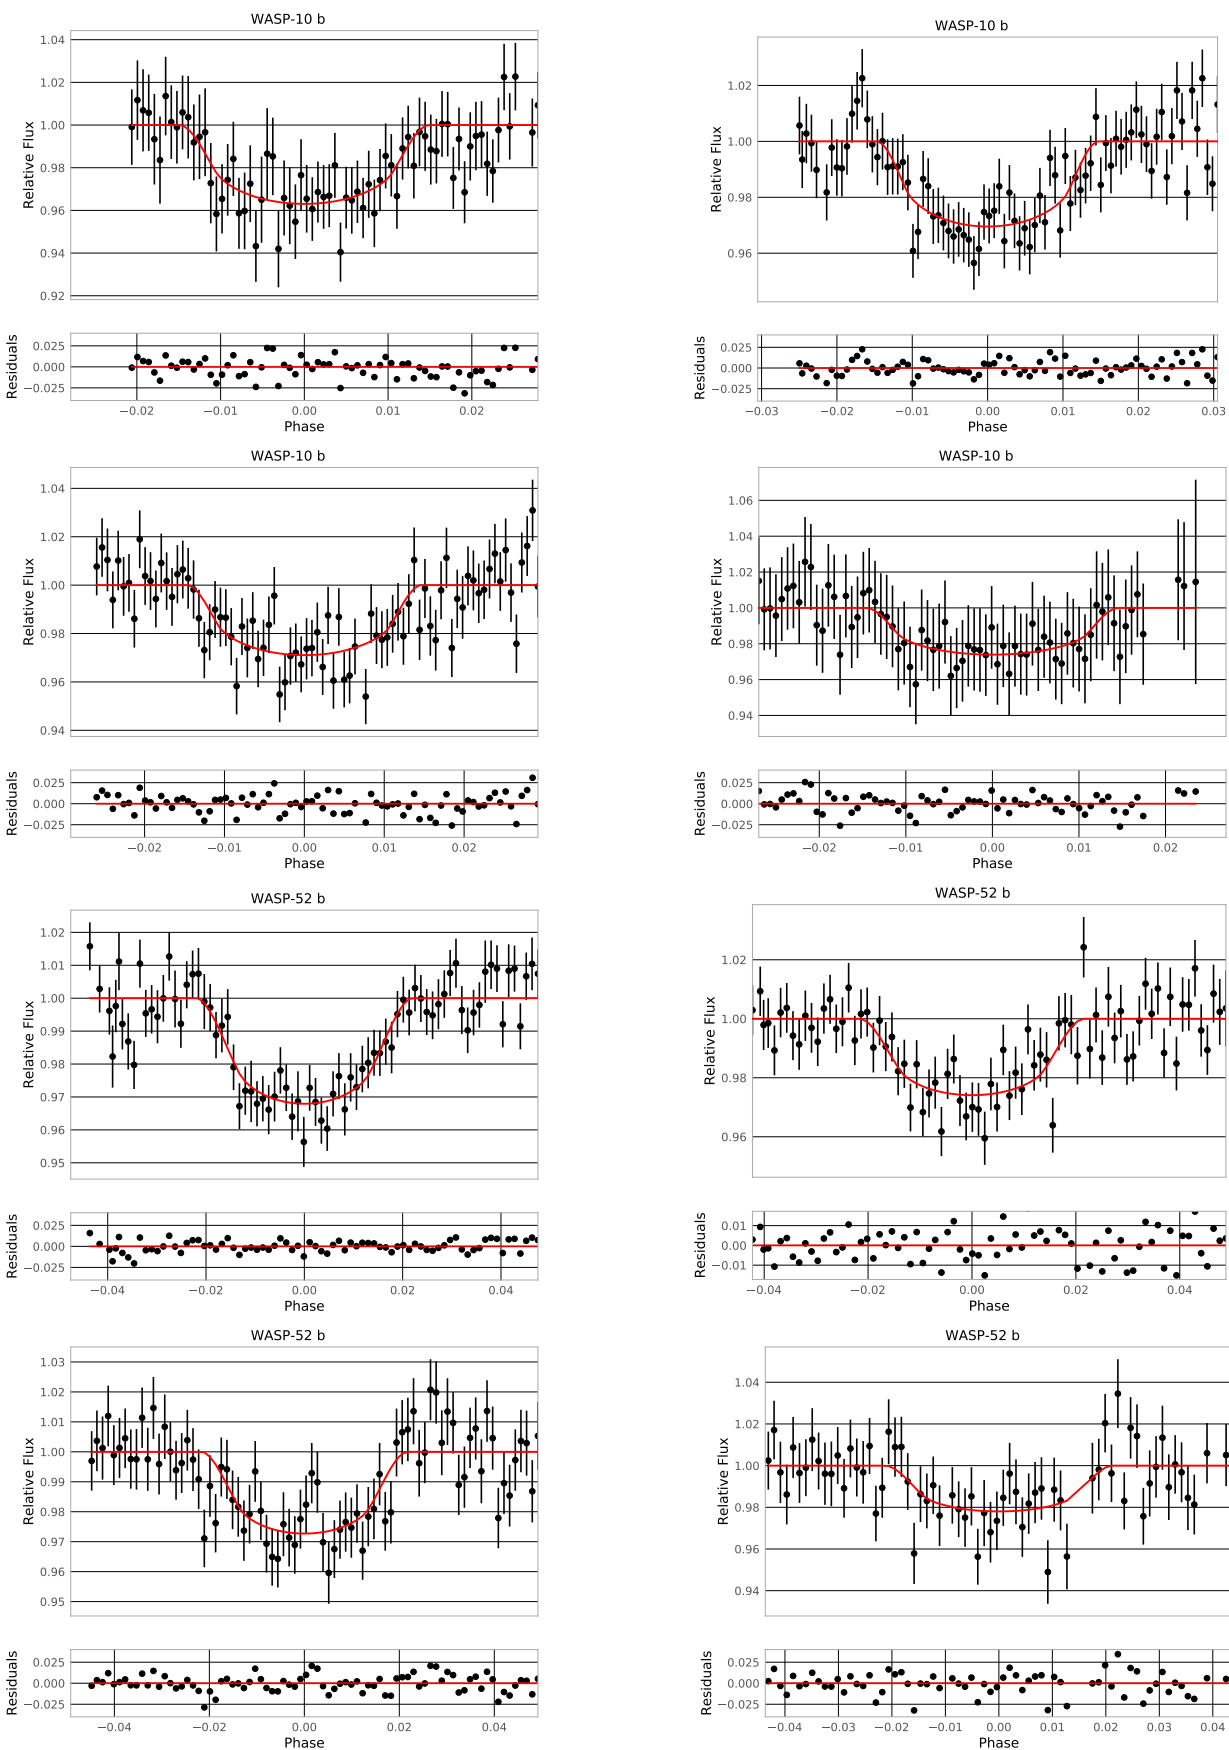 WASP-10 b
1.04
1.02
1.00
0.98
0.96
0.94
0.92
Relative Flux
0.025
0.000
−0.025
Residuals
−0.02 −0.01 0.00 0.01 0.02
Phase
WASP-10 b
1.02
1.00
0.98
0.96
Relative Flux
0.025
0.000
−0.025
Residuals
−0.03 −0.02 −0.01 0.00 0.01 0.02 0.03
Phase
WASP-10 b
1.04
1.02
1.00
0.98
0.96
0.94
Relative Flux
0.025
0.000
−0.025
Residuals
−0.02 −0.01 0.00 0.01 0.02
Phase
WASP-10 b
1.06
1.04
1.02
1.00
0.98
0.96
0.94
Relative Flux
0.025
0.000
−0.025
Residuals
−0.02 −0.01 0.00 0.01 0.02
Phase
WASP-52 b
1.02
1.01
1.00
0.99
0.98
0.97
0.96
0.95
Relative Flux
0.025
0.000
−0.025
Residuals
−0.04 −0.02 0.00 0.02 0.04
Phase
WASP-52 b
1.02
1.00
0.98
0.96
Relative Flux
0.01
0.00
−0.01
Residuals
−0.04 −0.02 0.00 0.02 0.04
Phase
WASP-52 b
1.03
1.02
1.01
1.00
0.99
0.98
0.97
0.96
0.95
Relative Flux
0.025
0.000
−0.025
Residuals
−0.04 −0.02 0.00 0.02 0.04
Phase
WASP-52 b
1.04
1.02
1.00
0.98
0.96
0.94
Relative Flux
0.025
0.000
−0.025
Residuals
−0.04 −0.03 −0.02 −0.01 0.00 0.01 0.02 0.03 0.04
Phase